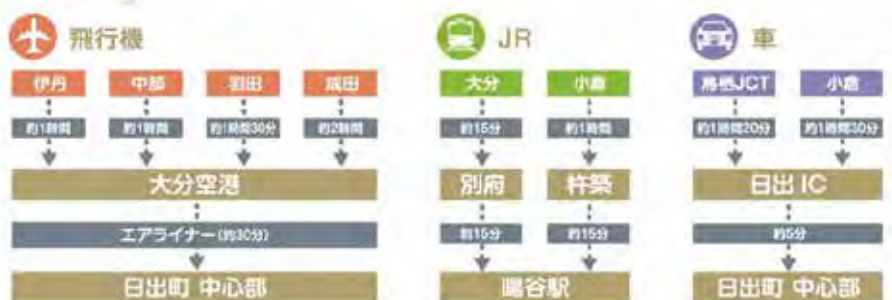 飛行機
伊丹 中部 羽田 成田
約1時間 約1時間 約1時間30分 約2時間
大分空港
エアライナー(約30分)
日出町 中心部
JR
大分 小倉
約15分 約1時間
別府 杵築
約15分 約15分
暘谷駅
車
鳥栖JCT 小倉
約1時間20分 約1時間30分
日出 IC
約5分
日出町 中心部